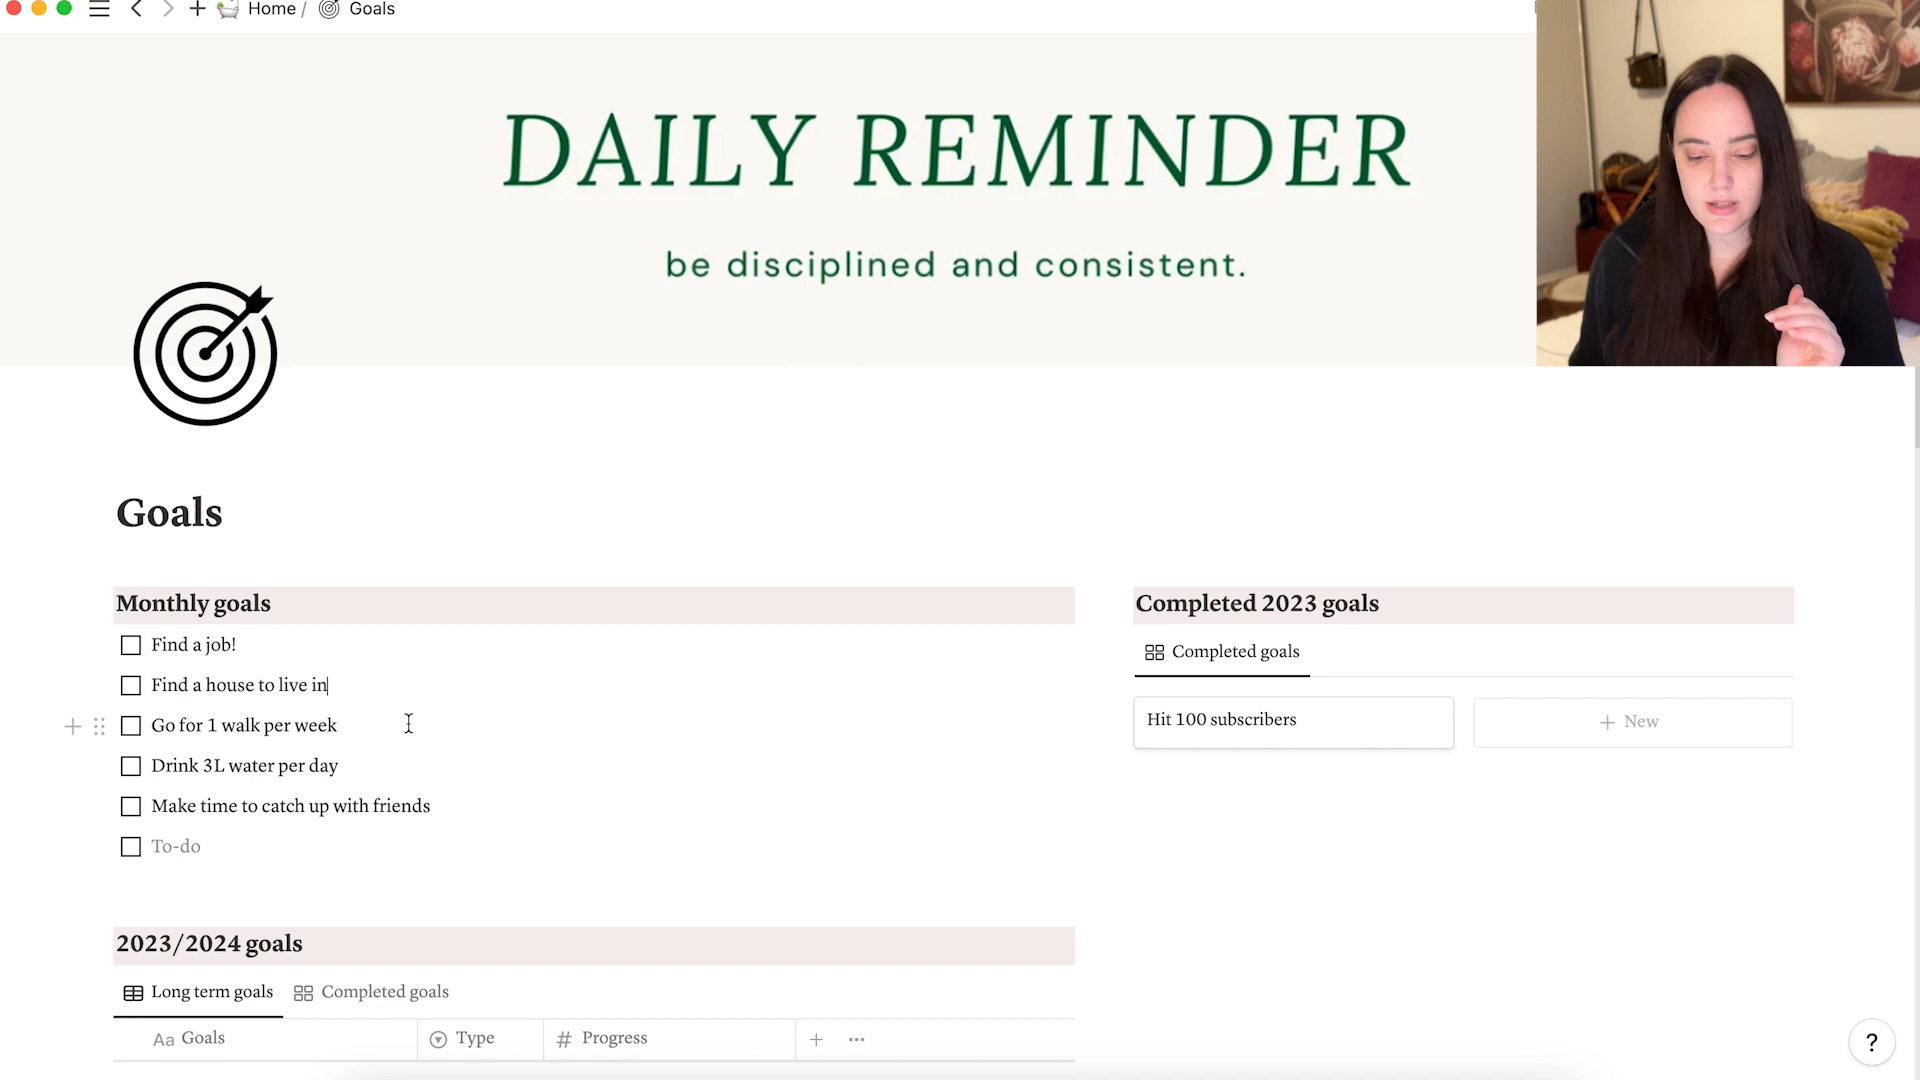 Home / Goals
DAILY REMINDER
be disciplined and consistent.
Goals
Monthly goals
Find a job!
Find a house to live in
Go for 1 walk per week
Drink 3L water per day
Make time to catch up with friends
To-do
Completed 2023 goals
Completed goals
Hit 100 subscribers
+ New
2023/2024 goals
Long term goals
Completed goals
Aa Goals
Type
# Progress
?